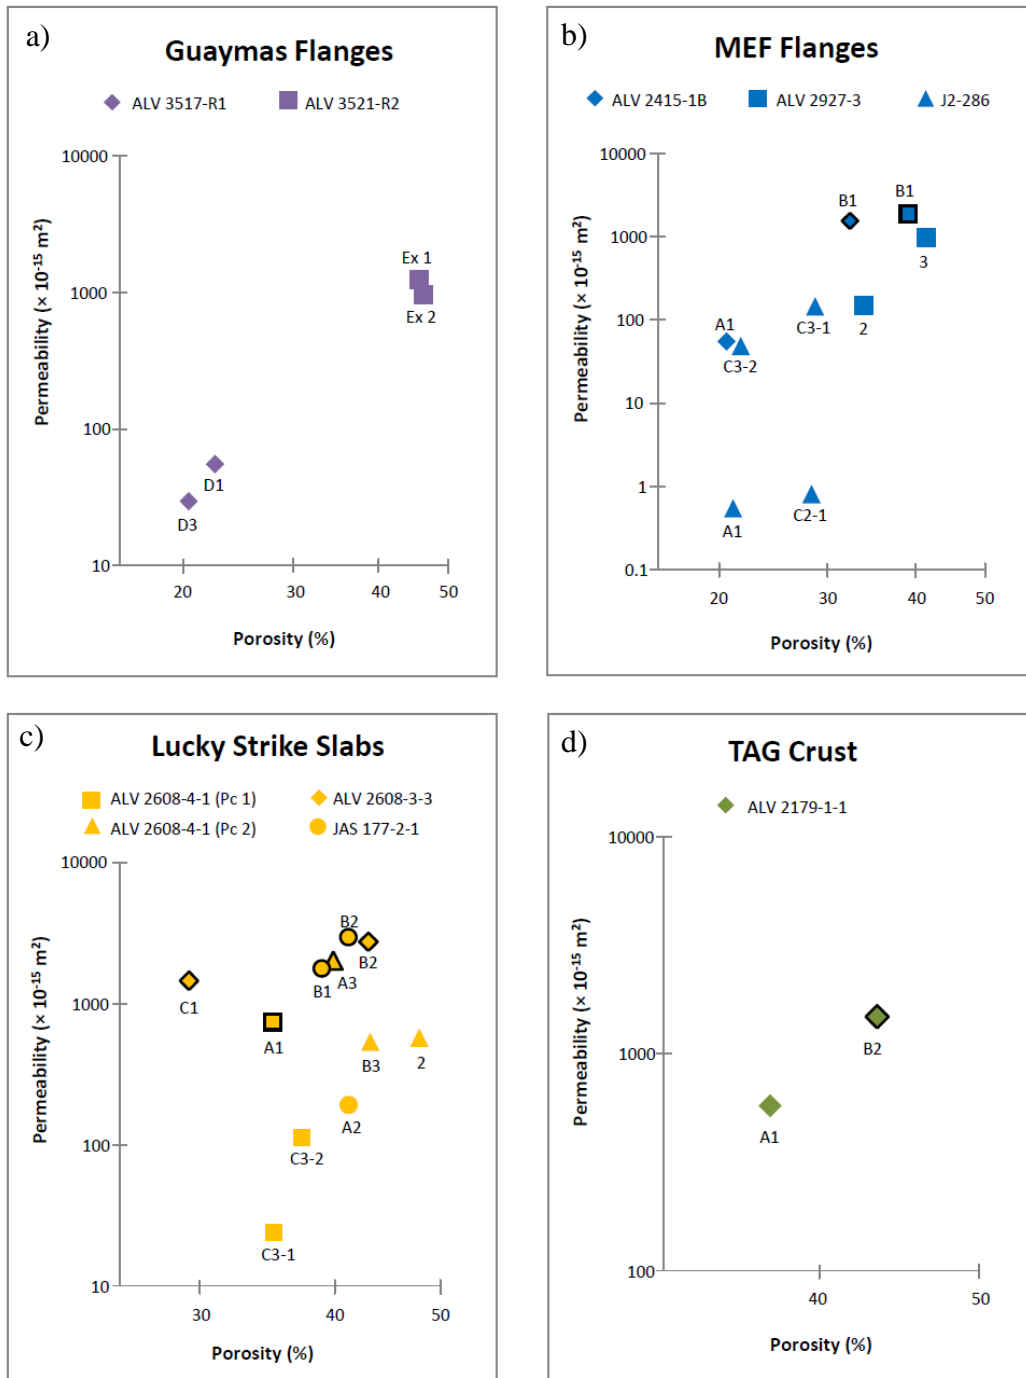 a)
Guaymas Flanges
ALV 3517-R1
ALV 3521-R2
10000
1000
100
10
Permeability (× 10⁻¹⁵ m²)
Ex 1
Ex 2
D1
D3
20
30
40
50
Porosity (%)
b)
MEF Flanges
ALV 2415-1B
ALV 2927-3
J2-286
10000
1000
100
10
1
0.1
Permeability (× 10⁻¹⁵ m²)
B1
B1
3
A1
C3-2
C3-1
2
A1
C2-1
20
30
40
50
Porosity (%)
c)
Lucky Strike Slabs
ALV 2608-4-1 (Pc 1)
ALV 2608-3-3
ALV 2608-4-1 (Pc 2)
JAS 177-2-1
10000
1000
100
10
Permeability (× 10⁻¹⁵ m²)
B2
B2
A3
B1
C1
A1
B3
2
A2
C3-2
C3-1
30
40
50
Porosity (%)
d)
TAG Crust
ALV 2179-1-1
10000
1000
100
Permeability (× 10⁻¹⁵ m²)
B2
A1
40
50
Porosity (%)